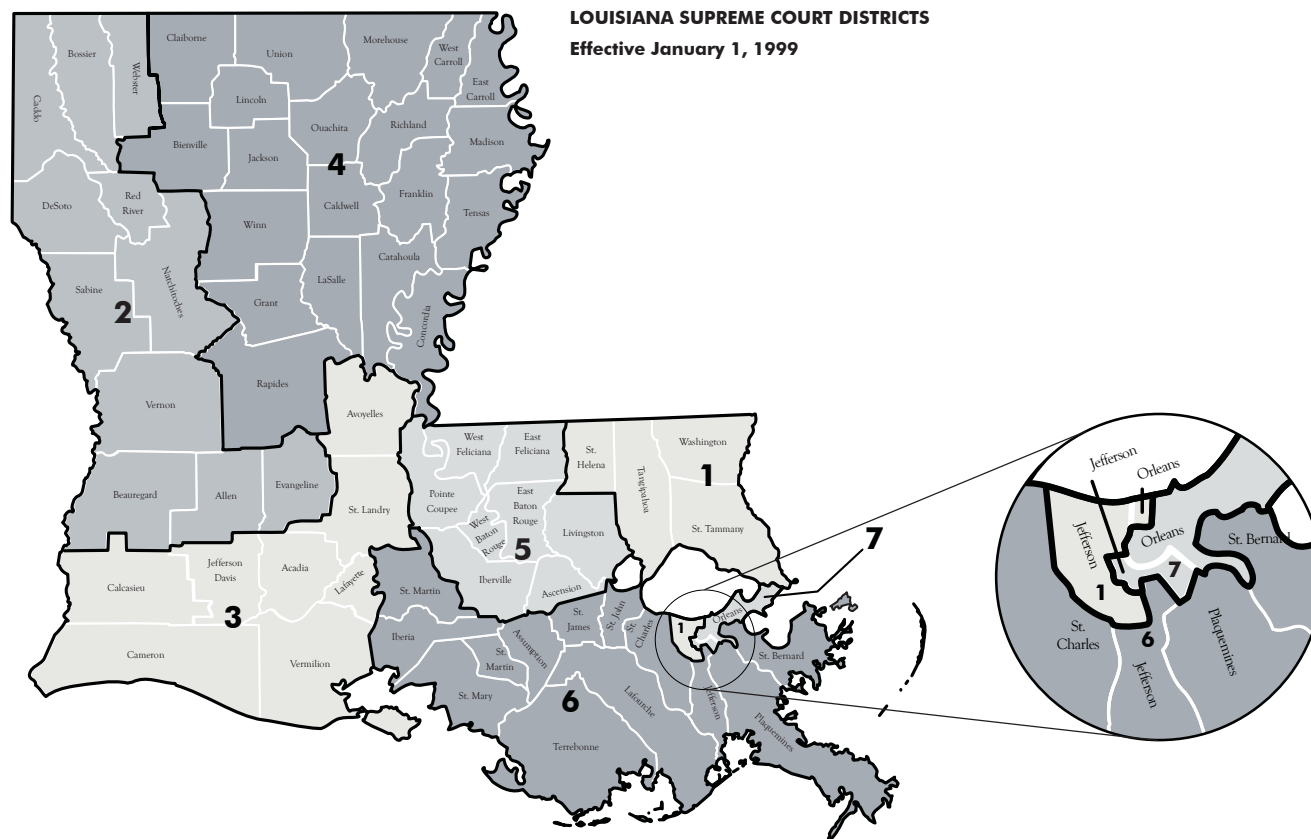 LOUISIANA SUPREME COURT DISTRICTS
Effective January 1, 1999
Caddo
Bossier
Webster
Claiborne
Union
Morehouse
West
Carroll
East
Carroll
Lincoln
Ouachita
Richland
Madison
Bienville
Jackson
4
DeSoto
Red
River
Winn
Caldwell
Franklin
Tensas
Sabine
2
Natchitoches
Grant
LaSalle
Catahoula
Concordia
Vernon
Rapides
Avoyelles
Beauregard
Allen
Evangeline
St. Landry
West
Feliciana
East
Feliciana
St.
Helena
Tangipahoa
Washington
1
St. Tammany
Pointe
Coupee
West
Baton
Rouge
East
Baton
Rouge
5
Livingston
Iberville
Ascension
7
Calcasieu
Jefferson
Davis
Acadia
Lafayette
3
Cameron
Vermilion
St. Martin
Iberia
St.
Martin
Assumption
St.
James
St. John
St.
Charles
1
Orleans
St. Bernard
St. Mary
6
Lafourche
Jefferson
Plaquemines
Terrebonne
Jefferson
Orleans
Jefferson
Orleans
St. Bernard
7
1
St.
Charles
6
Jefferson
Plaquemines